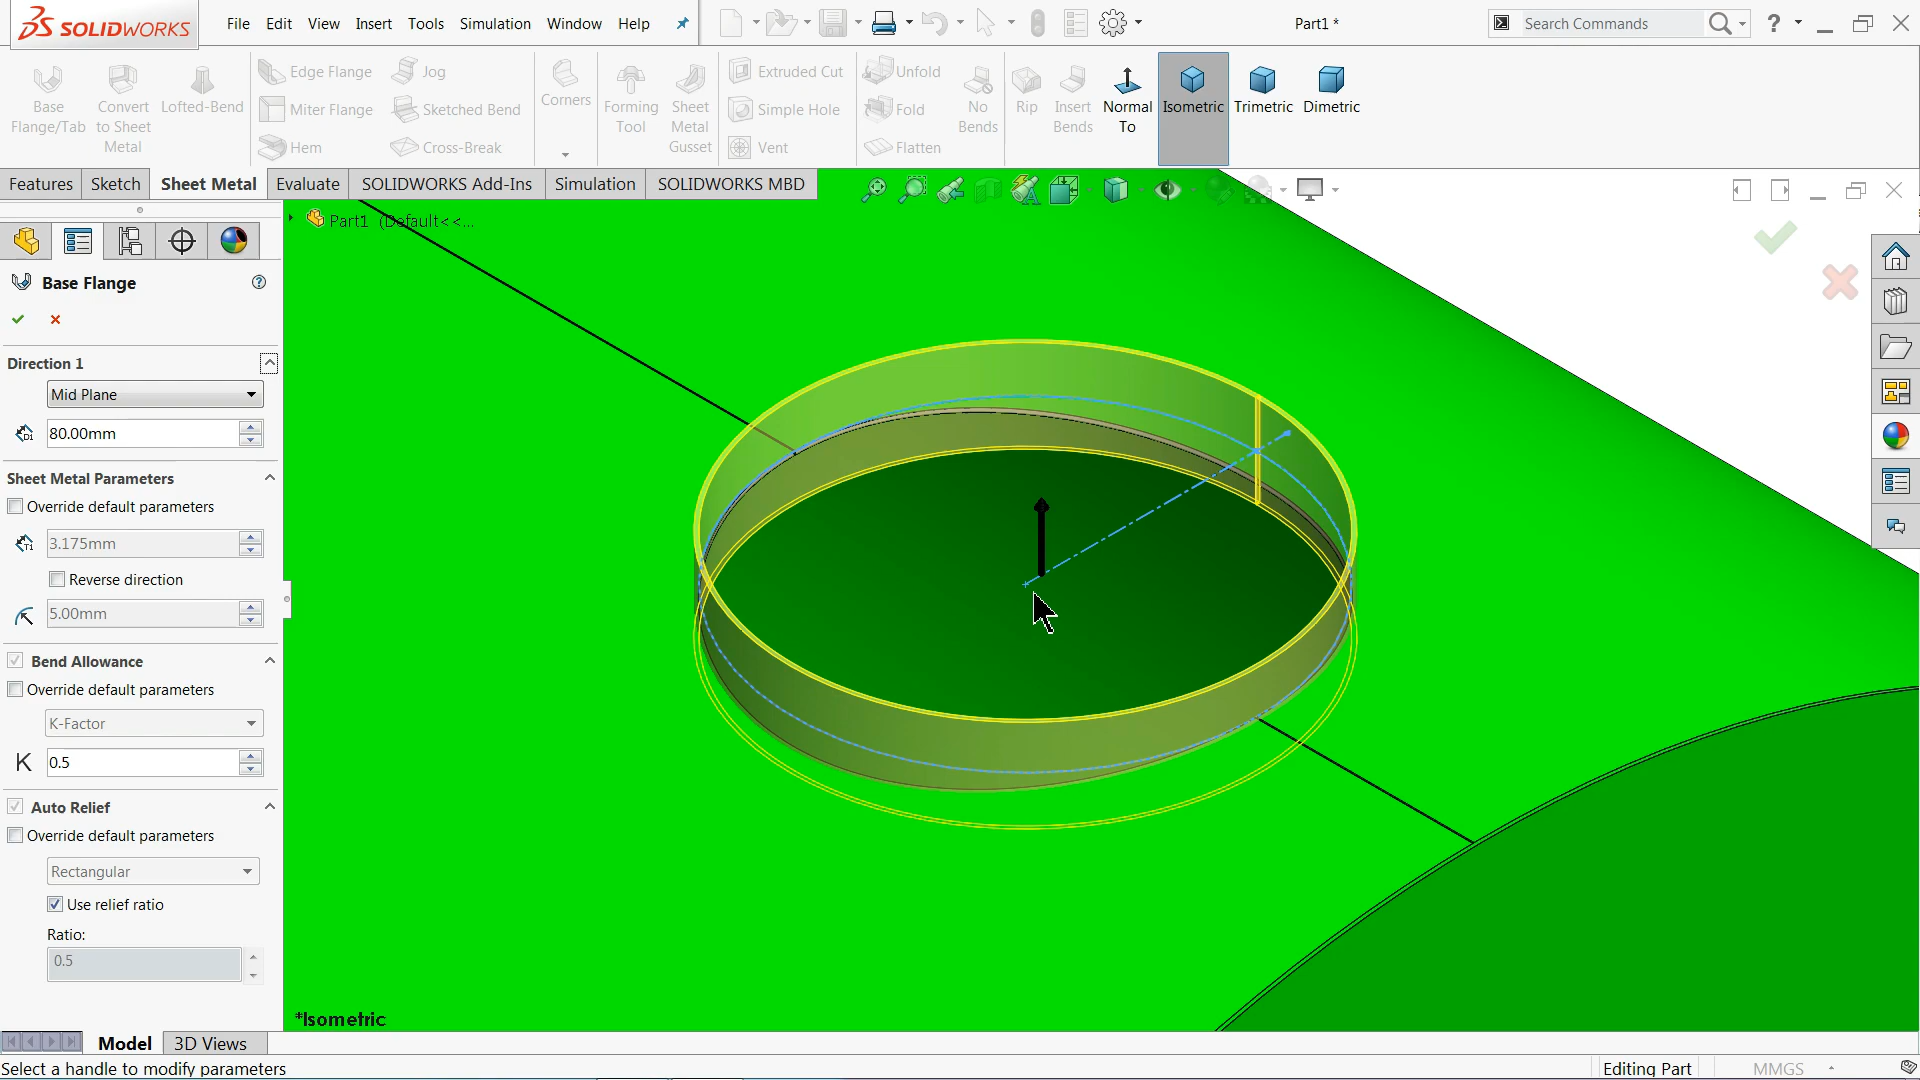 SOLIDWORKS File Edit View Insert Tools Simulation Window Help Part1 * Search Commands ?
Base Flange/Tab
Convert to Sheet Metal
Lofted-Bend
Edge Flange
Miter Flange
Hem
Jog
Sketched Bend
Cross-Break
Corners
Forming Tool
Sheet Metal Gusset
Extruded Cut
Simple Hole
Vent
Unfold
Fold
Flatten
No Bends
Rip
Insert Bends
Normal To
Isometric
Trimetric
Dimetric
Features Sketch Sheet Metal Evaluate SOLIDWORKS Add-Ins Simulation SOLIDWORKS MBD
Part1 (Default<<...
Base Flange
Direction 1
Mid Plane
D1 80.00mm
Sheet Metal Parameters
Override default parameters
T1 3.175mm
Reverse direction
5.00mm
Bend Allowance
Override default parameters
K-Factor
K 0.5
Auto Relief
Override default parameters
Rectangular
Use relief ratio
Ratio:
0.5
*Isometric
Model 3D Views
Select a handle to modify parameters Editing Part MMGS